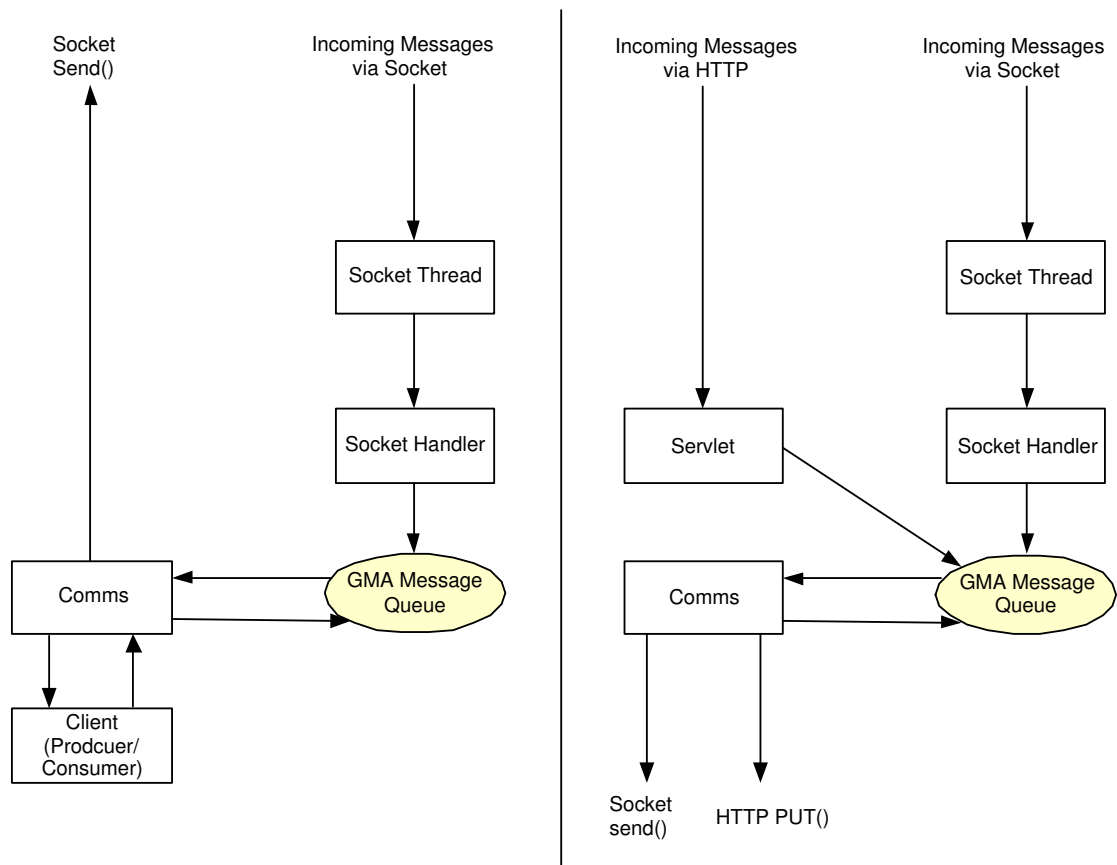 Socket
Send()
Incoming Messages
via Socket
Socket Thread
Socket Handler
GMA Message
Queue
Comms
Client
(Prodcuer/
Consumer)
Incoming Messages
via HTTP
Incoming Messages
via Socket
Socket Thread
Servlet
Socket Handler
GMA Message
Queue
Comms
Socket
send()
HTTP PUT()